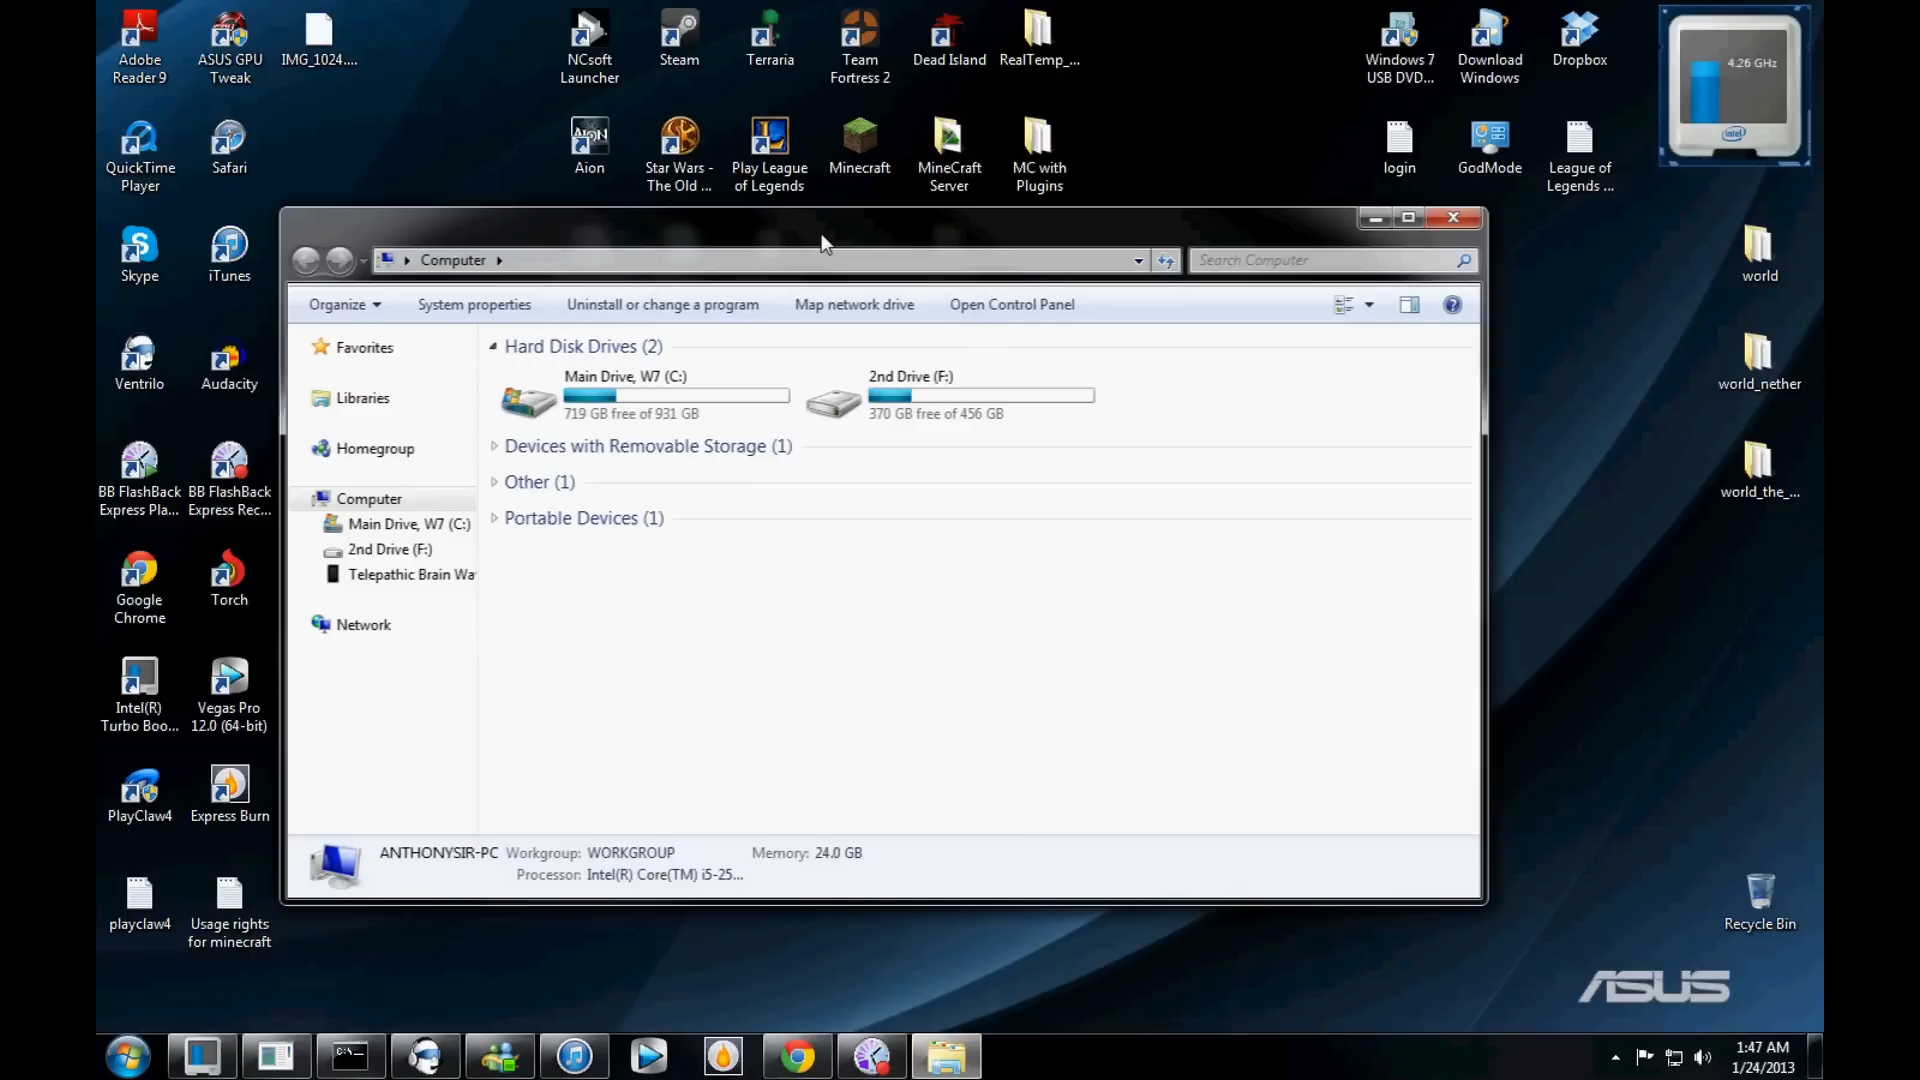 Adobe
Reader 9
ASUS GPU
Tweak
IMG_1024....
NCsoft
Launcher
Steam
Terraria
Team
Fortress 2
Dead Island
RealTemp_...
Windows 7
USB DVD...
Download
Windows
Dropbox
4.26 GHz
intel
QuickTime
Player
Safari
AION
Aion
Star Wars -
The Old ...
Play League
of Legends
Minecraft
MineCraft
Server
MC with
Plugins
login
GodMode
League of
Legends ...
Skype
iTunes
world
Computer
Search Computer
Organize
System properties
Uninstall or change a program
Map network drive
Open Control Panel
Favorites
Libraries
Homegroup
Computer
Main Drive, W7 (C:)
2nd Drive (F:)
Telepathic Brain Wa
Network
Hard Disk Drives (2)
Main Drive, W7 (C:)
719 GB free of 931 GB
2nd Drive (F:)
370 GB free of 456 GB
Devices with Removable Storage (1)
Other (1)
Portable Devices (1)
ANTHONYSIR-PC Workgroup: WORKGROUP Memory: 24.0 GB
Processor: Intel(R) Core(TM) i5-25...
Ventrilo
Audacity
world_nether
BB FlashBack
Express Pla...
BB FlashBack
Express Rec...
world_the_...
Google
Chrome
Torch
Intel(R)
Turbo Boo...
Vegas Pro
12.0 (64-bit)
PlayClaw4
Express Burn
playclaw4
Usage rights
for minecraft
Recycle Bin
ASUS
C:\_
1:47 AM
1/24/2013